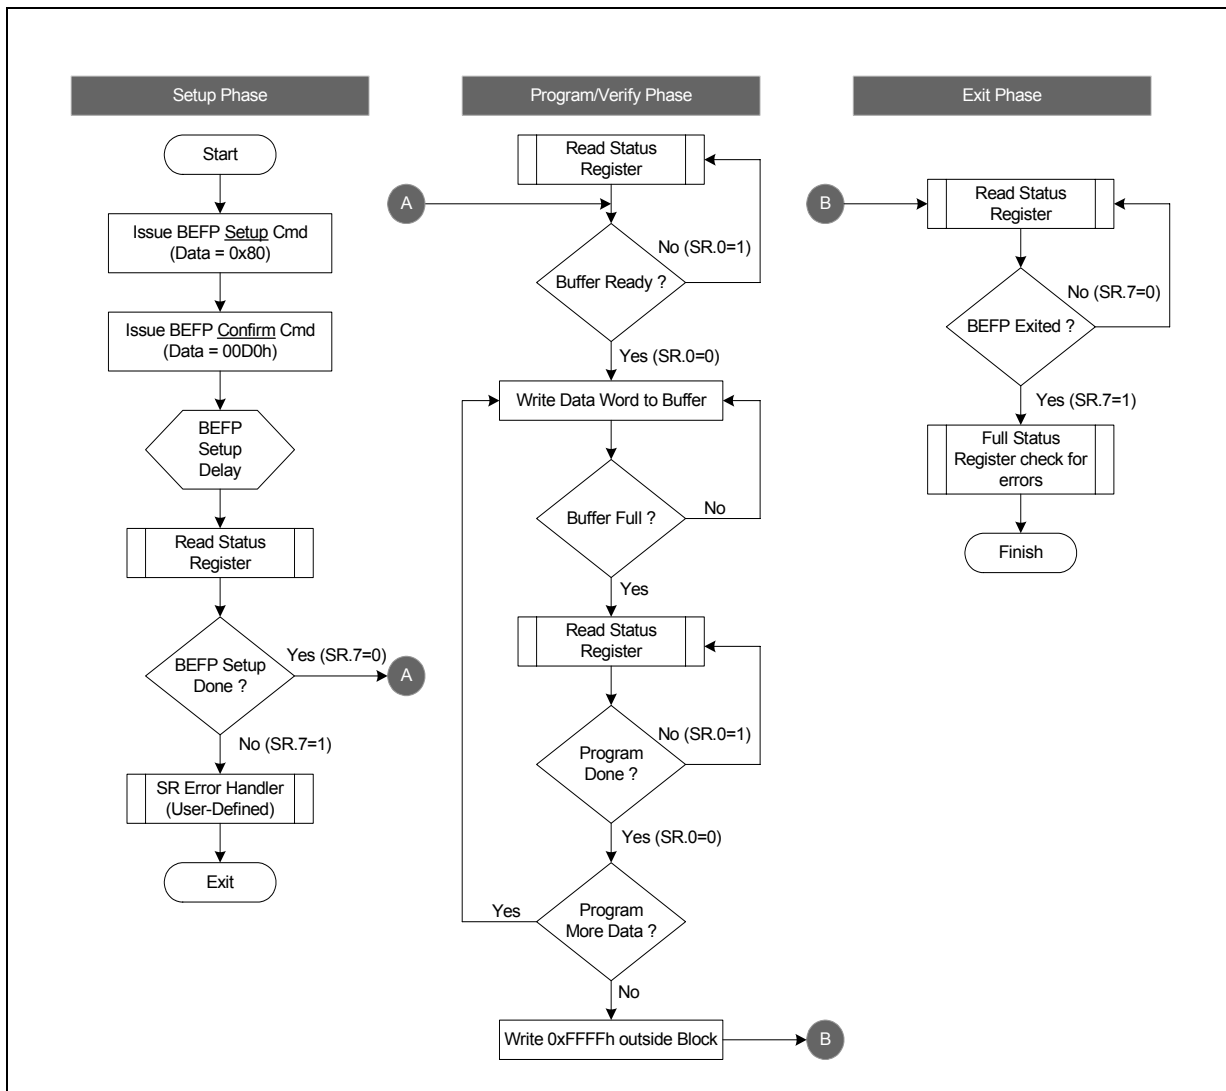 Setup Phase
Start
Issue BEFP Setup Cmd
(Data = 0x80)
Issue BEFP Confirm Cmd
(Data = 00D0h)
BEFP
Setup
Delay
Read Status
Register
BEFP Setup
Done ?
Yes (SR.7=0)
A
No (SR.7=1)
SR Error Handler
(User-Defined)
Exit
Program/Verify Phase
Read Status
Register
A
Buffer Ready ?
No (SR.0=1)
Yes (SR.0=0)
Write Data Word to Buffer
Buffer Full ?
No
Yes
Read Status
Register
Program
Done ?
No (SR.0=1)
Yes (SR.0=0)
Program
More Data ?
Yes
No
Write 0xFFFFh outside Block
B
Exit Phase
B
Read Status
Register
BEFP Exited ?
No (SR.7=0)
Yes (SR.7=1)
Full Status
Register check for
errors
Finish